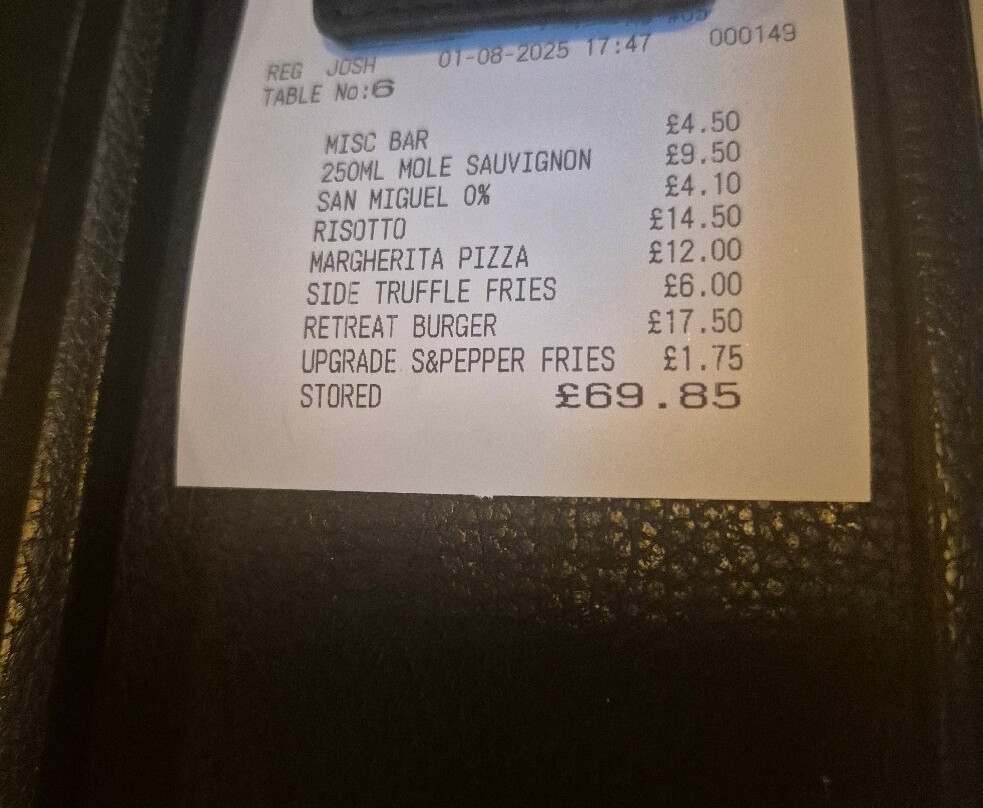 REG JOSH 01-08-2025 17:47 000149
TABLE No:6
MISC BAR £4.50
250ML MOLE SAUVIGNON £9.50
SAN MIGUEL 0% £4.10
RISOTTO £14.50
MARGHERITA PIZZA £12.00
SIDE TRUFFLE FRIES £6.00
RETREAT BURGER £17.50
UPGRADE S&PEPPER FRIES £1.75
STORED £69.85